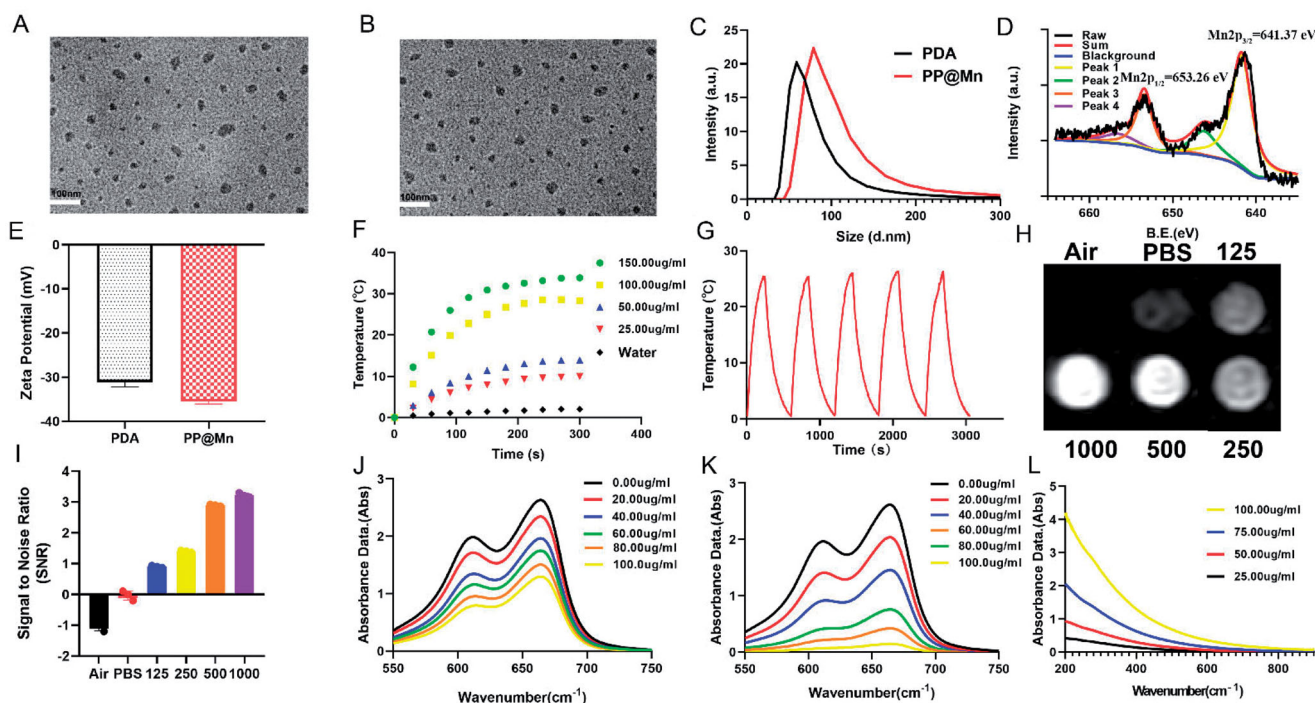 A
100nm
B
100nm
C
Intensity (a.u.)
25
20
15
10
5
0
0
100
200
300
Size (d.nm)
PDA
PP@Mn
D
Intensity (a.u.)
Raw
Sum
Blackground
Peak 1
Peak 2
Peak 3
Peak 4
Mn2p3/2=641.37 eV
Mn2p1/2=653.26 eV
660
650
640
B.E.(eV)
E
Zeta Potential (mV)
0
-10
-20
-30
-40
PDA
PP@Mn
F
Temperature (℃)
40
30
20
10
0
0
100
200
300
400
Time (s)
150.00ug/ml
100.00ug/ml
50.00ug/ml
25.00ug/ml
Water
G
Temperature (℃)
30
20
10
0
0
1000
2000
3000
Time（s）
H
Air
PBS
125
1000
500
250
I
Signal to Noise Ratio
(SNR)
4
3
2
1
0
-1
-2
Air
PBS
125
250
500
1000
J
Absorbance Data.(Abs)
3
2
1
0
550
600
650
700
750
Wavenumber(cm-1)
0.00ug/ml
20.00ug/ml
40.00ug/ml
60.00ug/ml
80.00ug/ml
100.0ug/ml
K
Absorbance Data.(Abs)
3
2
1
0
550
600
650
700
750
Wavenumber(cm-1)
0.00ug/ml
20.00ug/ml
40.00ug/ml
60.00ug/ml
80.00ug/ml
100.0ug/ml
L
Absorbance Data.(Abs)
5
4
3
2
1
0
200
400
600
800
Wavenumber(cm-1)
100.00ug/ml
75.00ug/ml
50.00ug/ml
25.00ug/ml